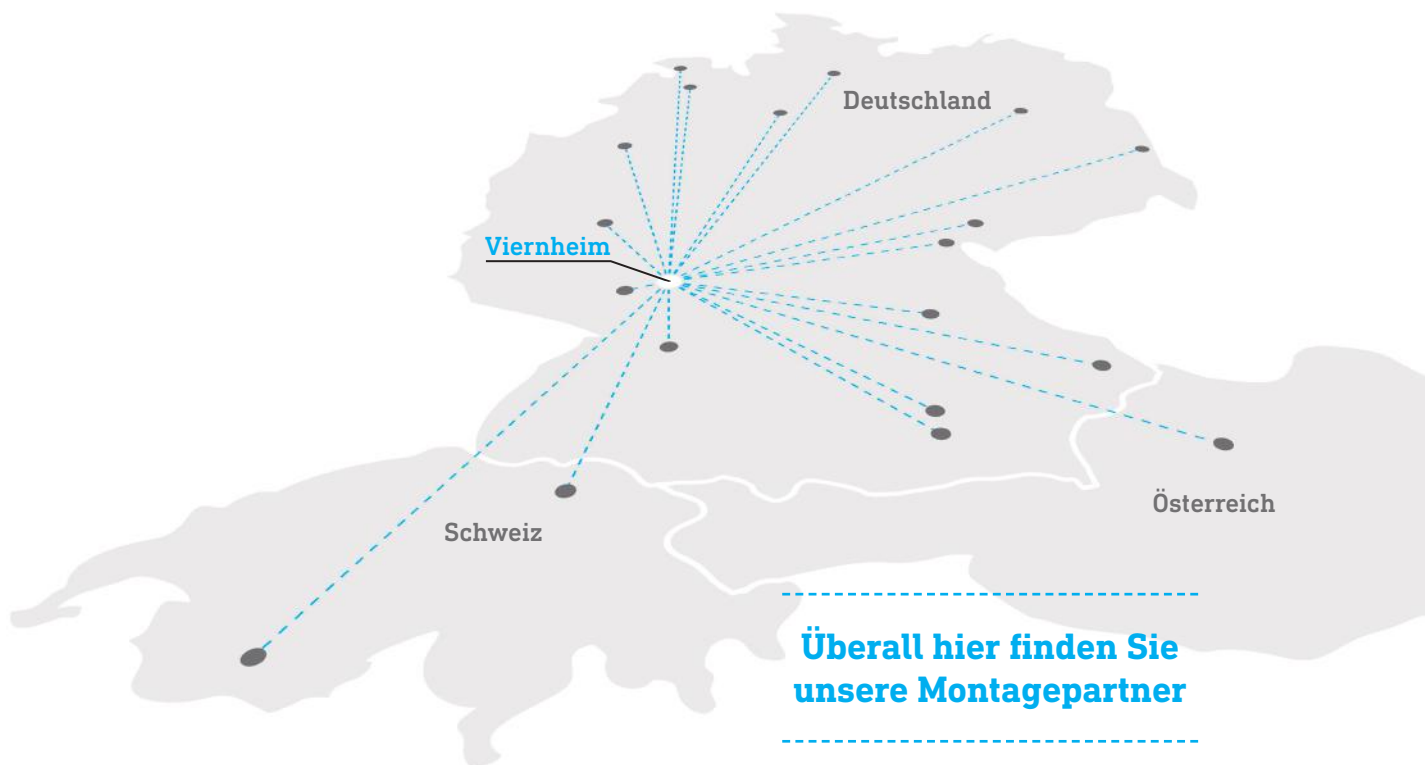 Deutschland
Viernheim
Österreich
Schweiz
Überall hier finden Sie
unsere Montagepartner